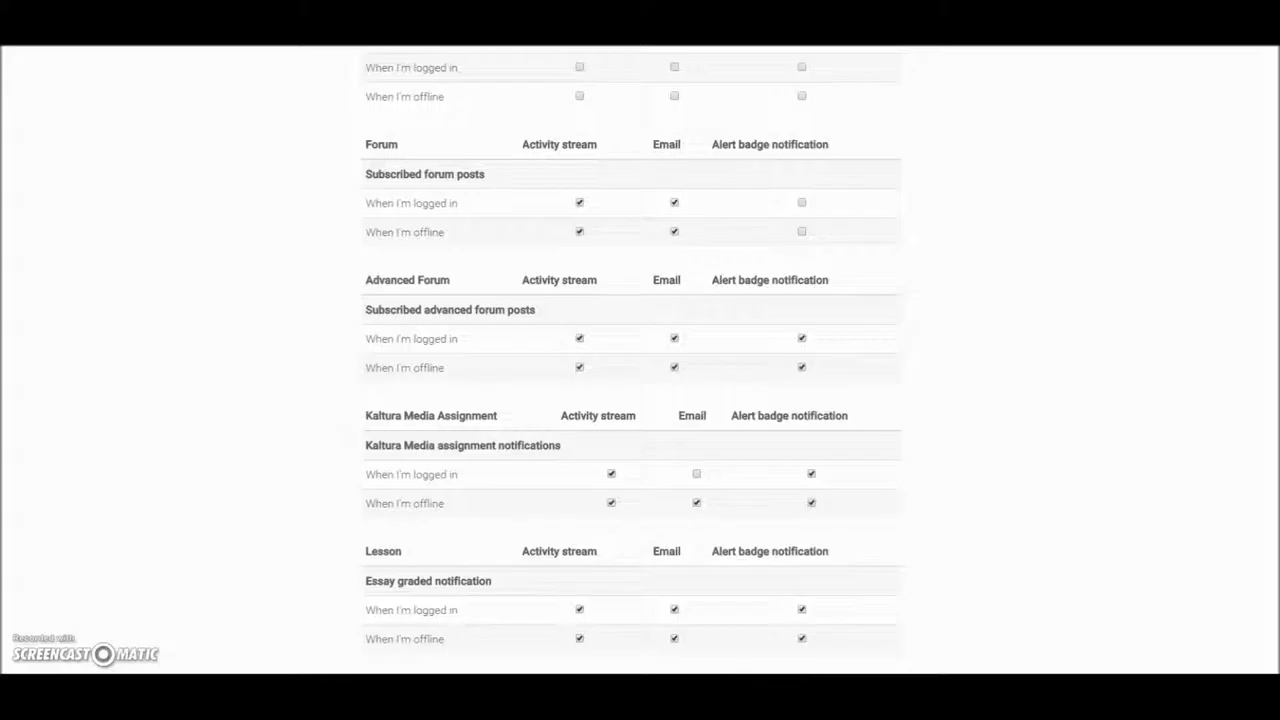 When I'm logged in
When I'm offline
Forum Activity stream Email Alert badge notification
Subscribed forum posts
When I'm logged in
When I'm offline
Advanced Forum Activity stream Email Alert badge notification
Subscribed advanced forum posts
When I'm logged in
When I'm offline
Kaltura Media Assignment Activity stream Email Alert badge notification
Kaltura Media assignment notifications
When I'm logged in
When I'm offline
Lesson Activity stream Email Alert badge notification
Essay graded notification
When I'm logged in
When I'm offline
Recorded with
SCREENCAST MATIC